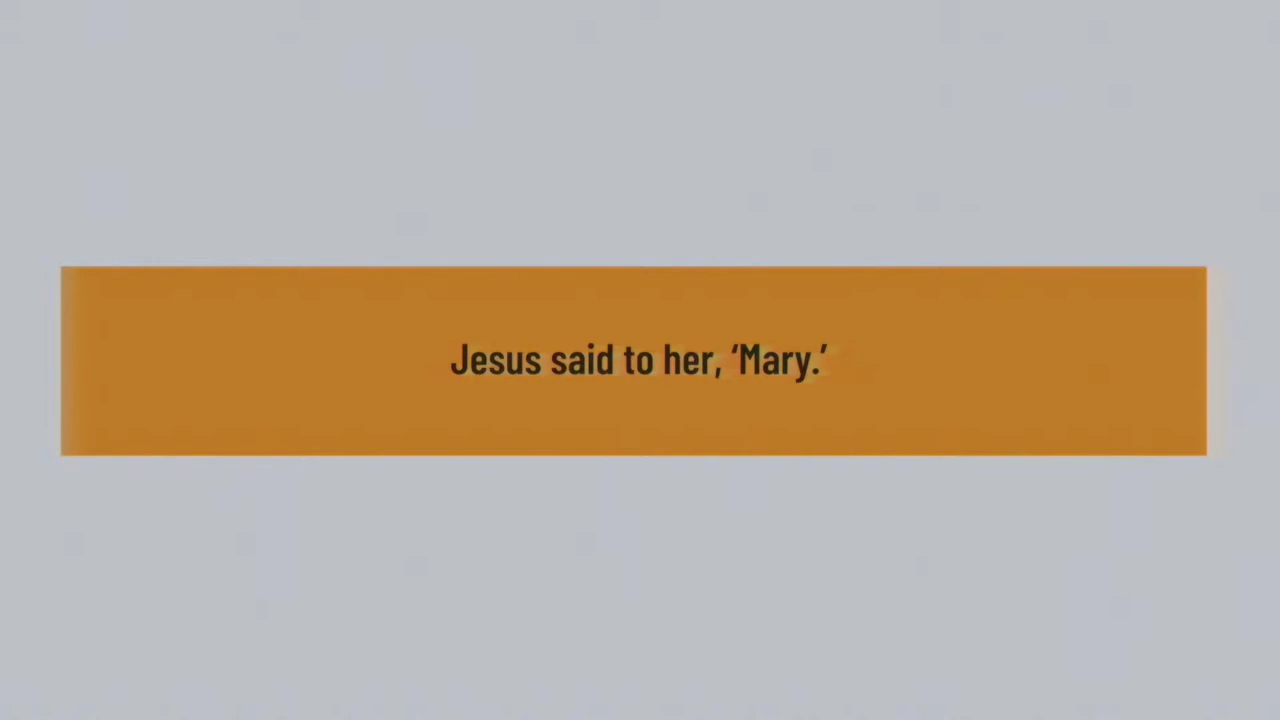 Jesus said to her, ‘Mary.’